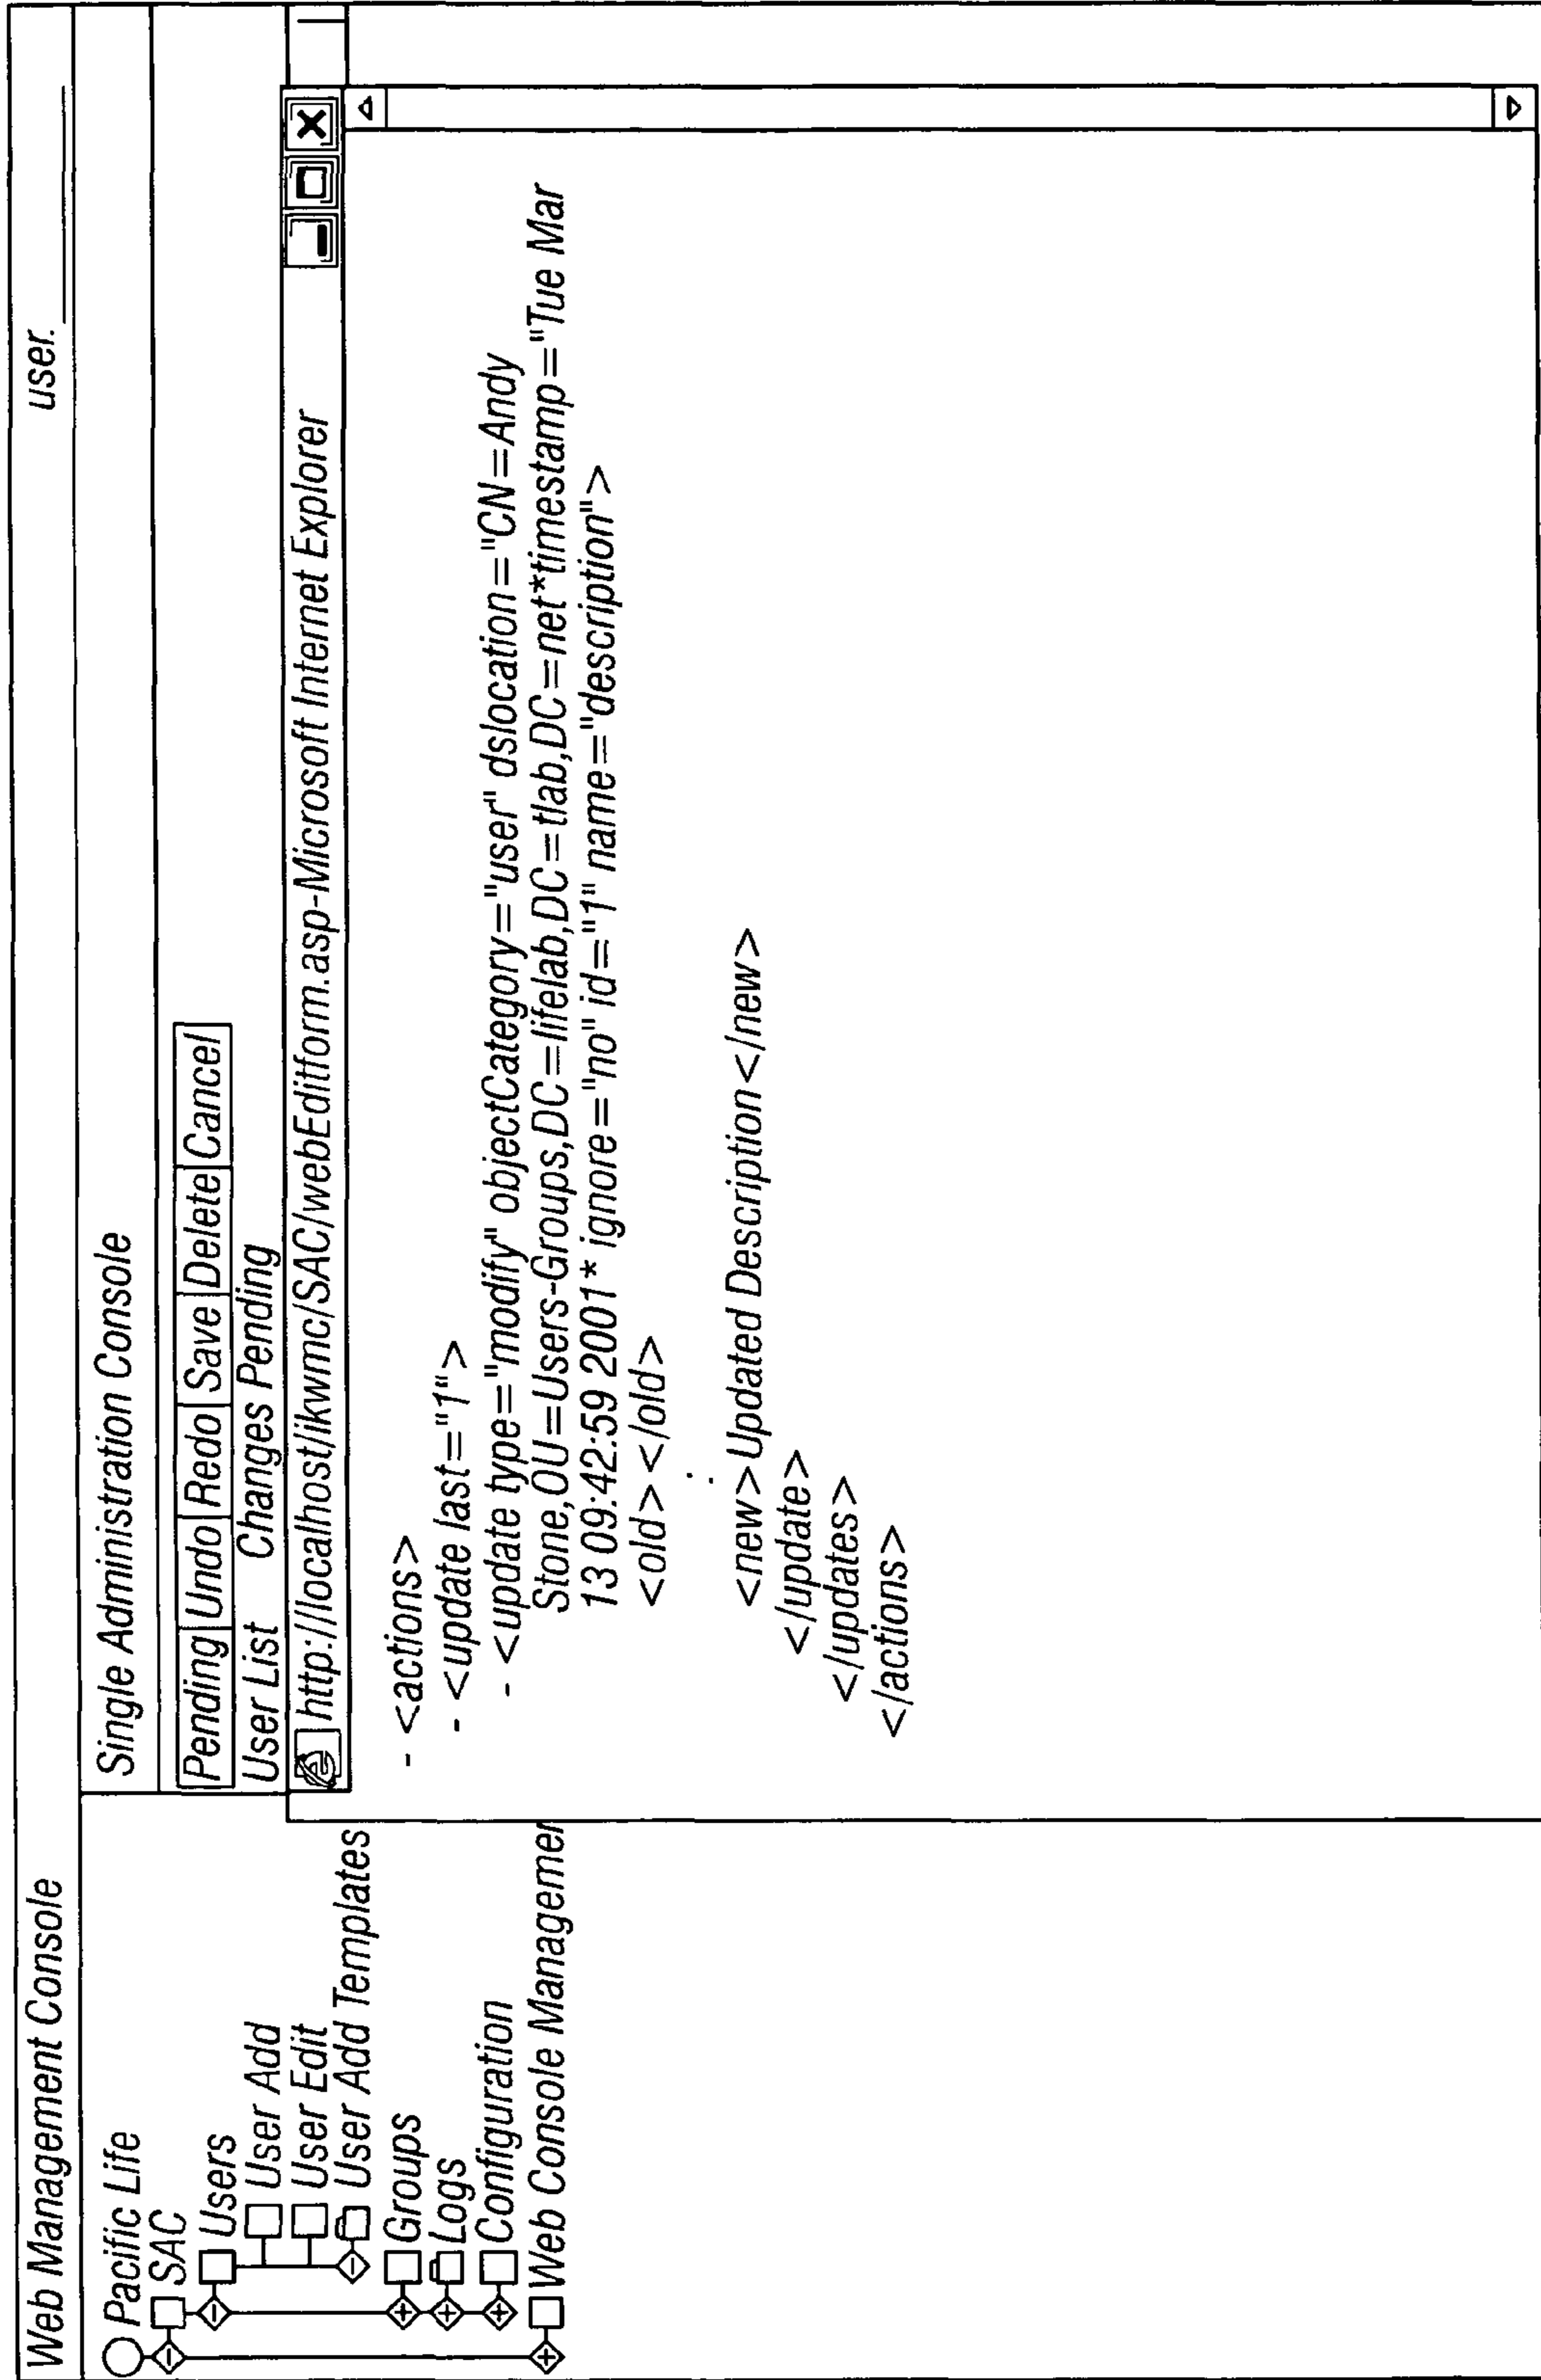 Web Management Console user.
Pacific Life
SAC
Users
User Add
User Edit
User Add Templates
Groups
Logs
Configuration
Web Console Managemer
Single Administration Console
Pending Undo Redo Save Delete Cancel
User List Changes Pending
http://localhost/ikwmc/SAC/webEditform.asp-Microsoft Internet Explorer
- <actions>
- <update last="1">
- <update type="modify" objectCategory="user" dslocation="CN=Andy
Stone,OU=Users-Groups,DC=lifelab,DC=tlab,DC=net*timestamp="Tue Mar
13 09:42:59 2001* ignore="no" id="1" name="description">
<old> </old>
<new>Updated Description</new>
</update>
</updates>
</actions>